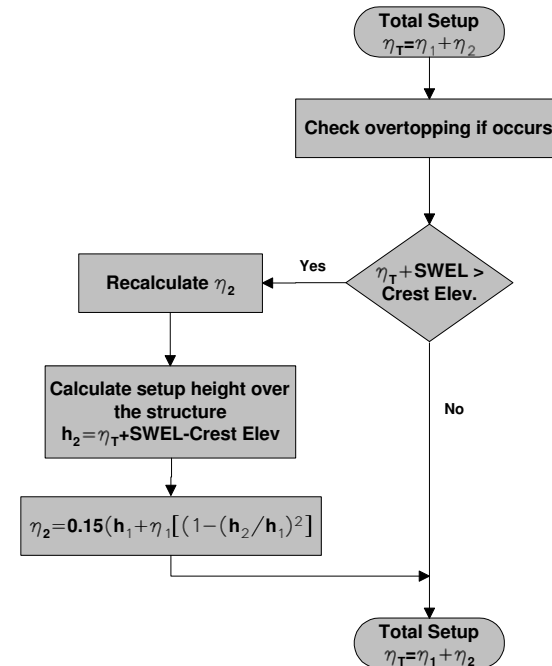 Total Setup
η_T=η_1+η_2
Check overtopping if occurs
η_T+SWEL >
Crest Elev.
Yes
Recalculate η_2
Calculate setup height over
the structure
h_2=η_T+SWEL-Crest Elev
No
η_2=0.15(h_1+η_1[(1-(h_2/h_1)^2]
Total Setup
η_T=η_1+η_2